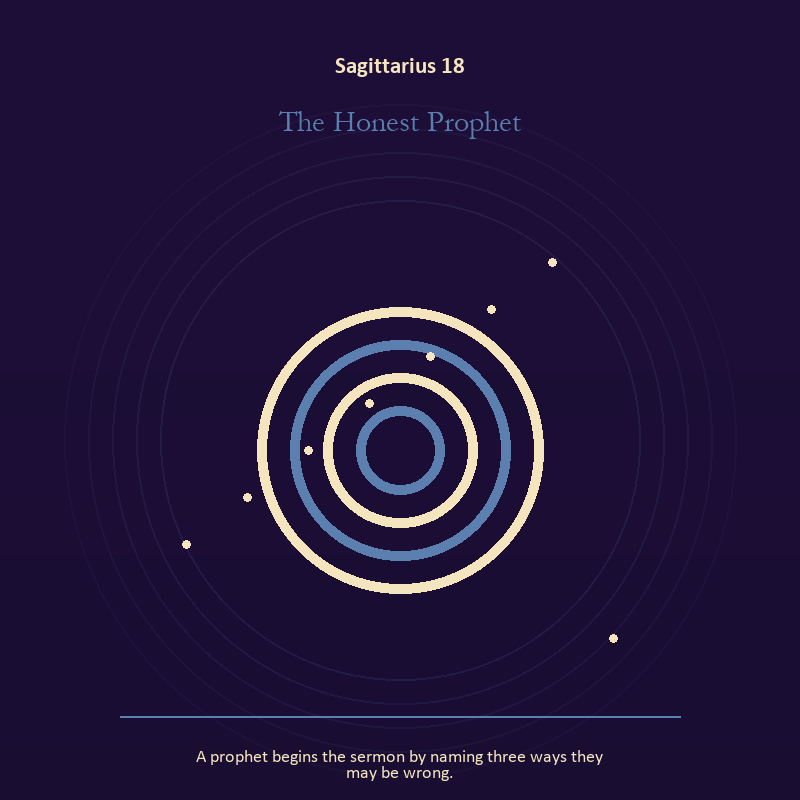 Sagittarius 18
The Honest Prophet
A prophet begins the sermon by naming three ways they
may be wrong.